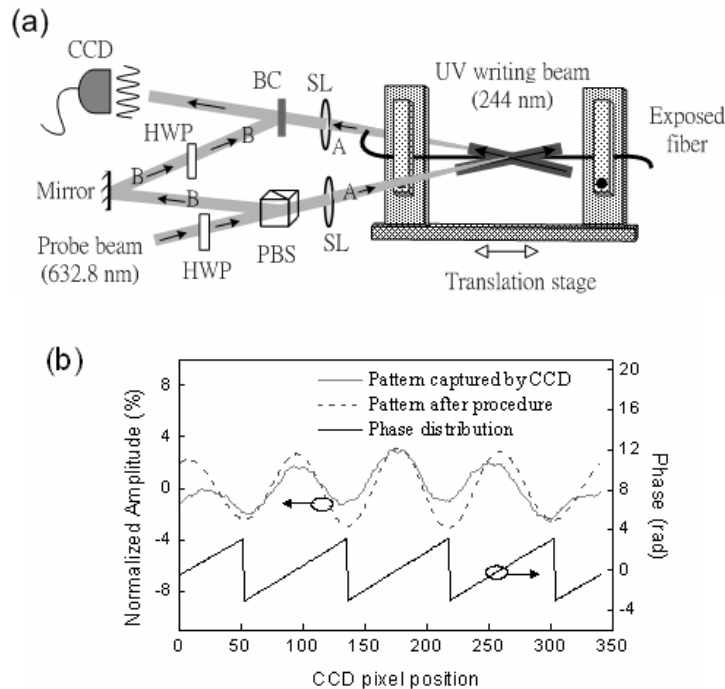 (a)
CCD
BC
SL
UV writing beam
(244 nm)
Exposed
fiber
HWP
B
A
Mirror
B
B
A
Probe beam
(632.8 nm)
HWP
PBS
SL
Translation stage
(b)
Normalized Amplitude (%)
8
4
0
-4
-8
Pattern captured by CCD
Pattern after procedure
Phase distribution
20
16
12
8
4
0
-4
Phase (rad)
0 50 100 150 200 250 300 350
CCD pixel position